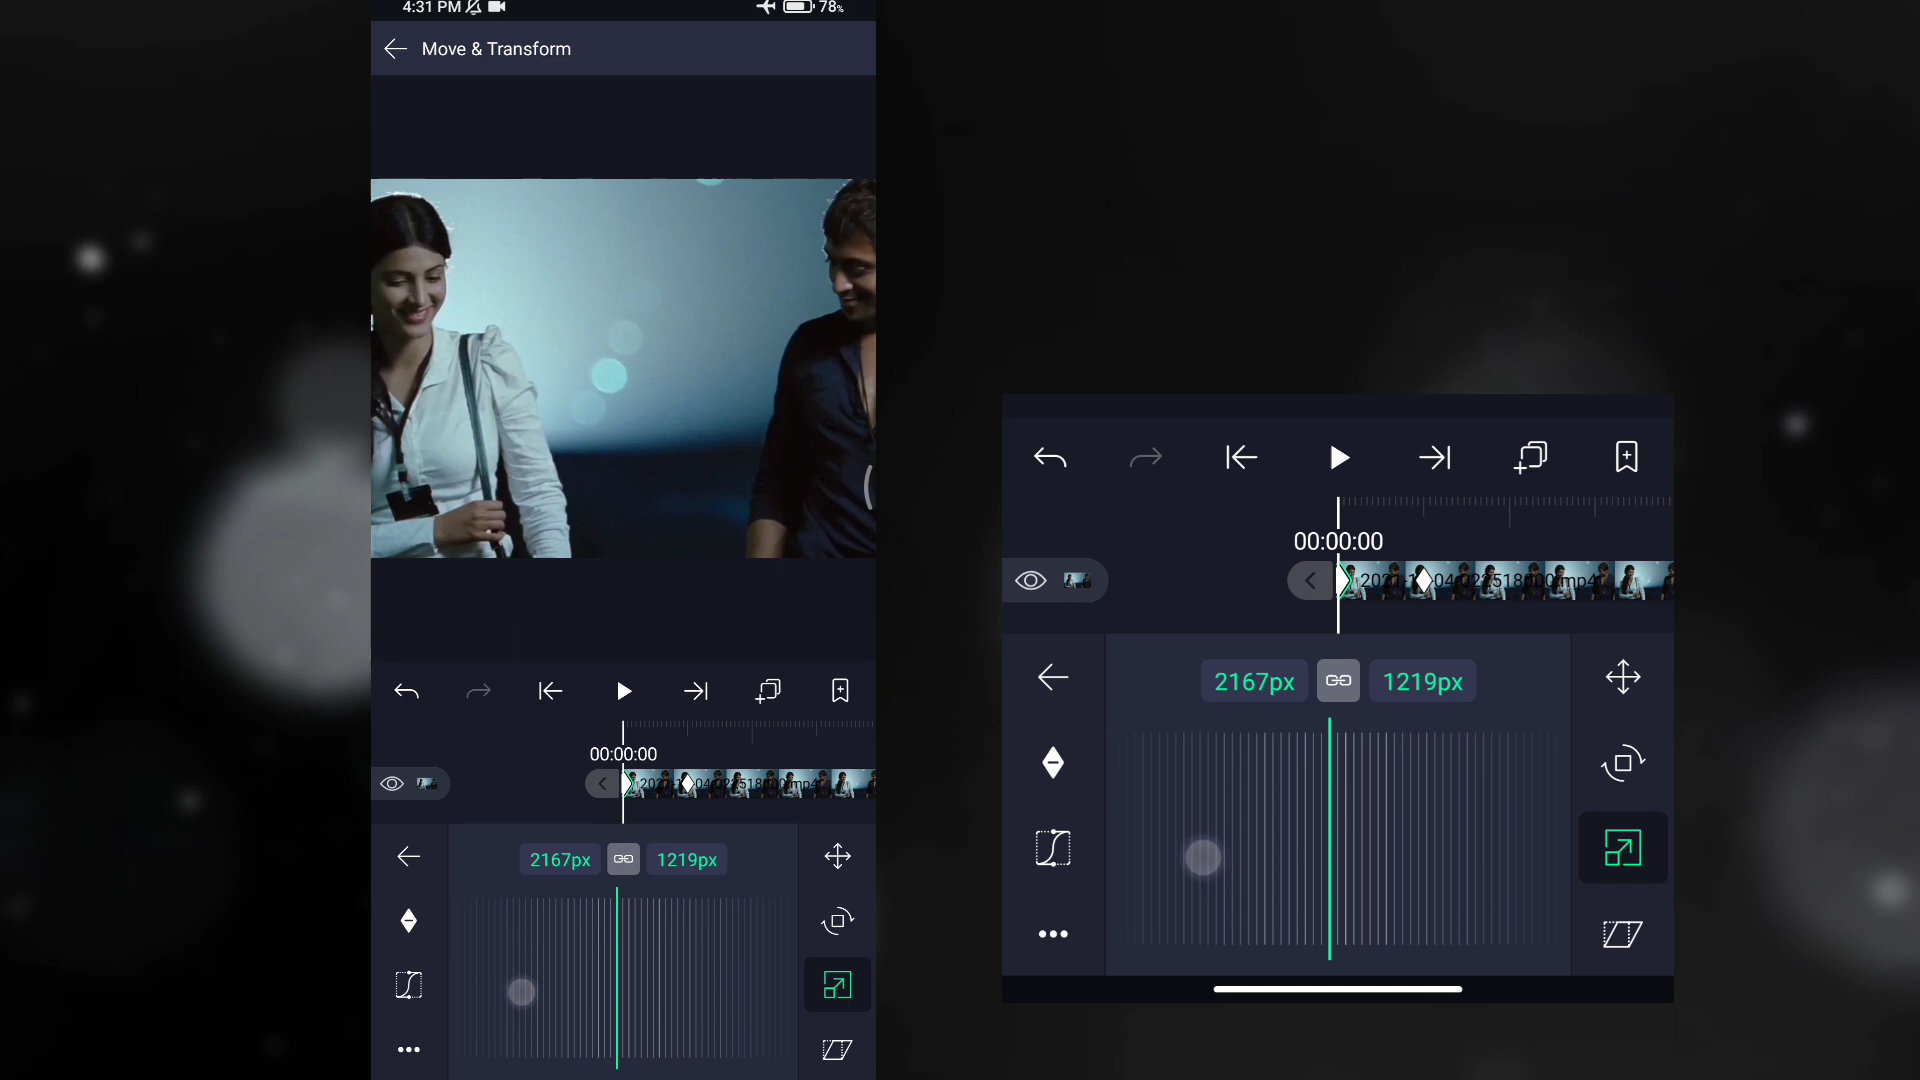 4:31 PM
78%
Move & Transform
00:00:00
2167px
1219px
00:00:00
2167px
1219px